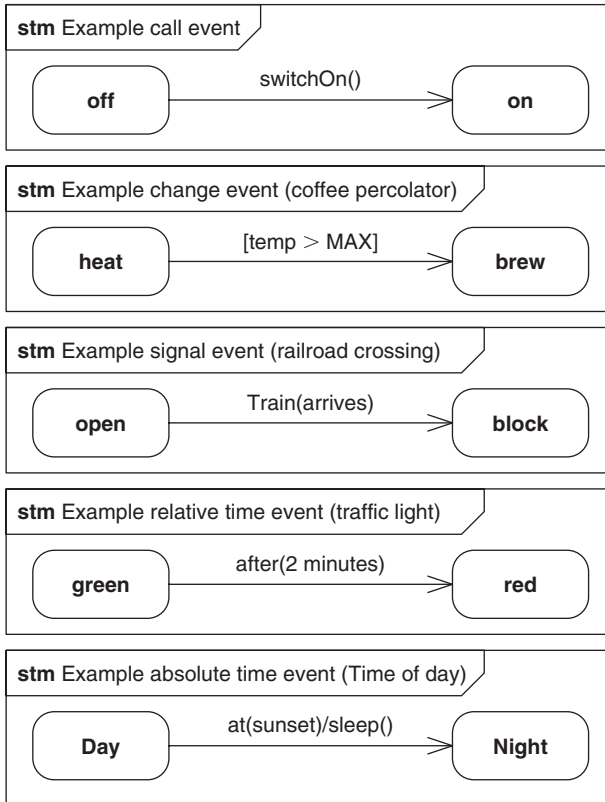 stm Example call event
switchOn()
off
on
stm Example change event (coffee percolator)
[temp > MAX]
heat
brew
stm Example signal event (railroad crossing)
Train(arrives)
open
block
stm Example relative time event (traffic light)
after(2 minutes)
green
red
stm Example absolute time event (Time of day)
at(sunset)/sleep()
Day
Night